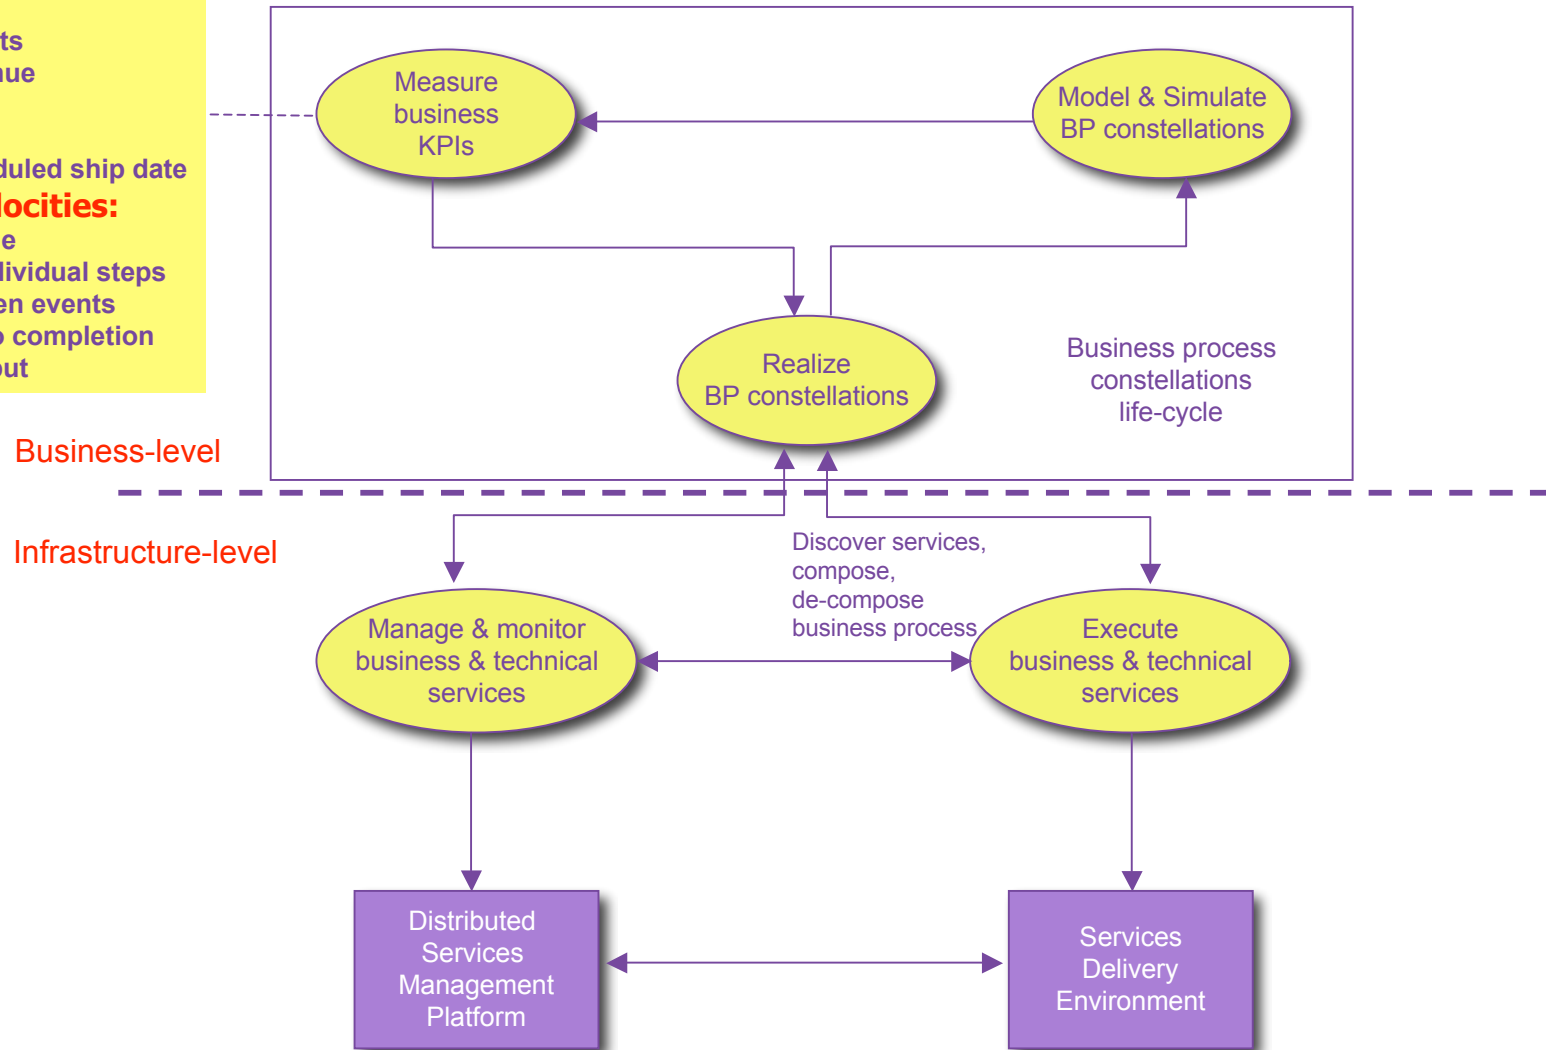 ts
nue
duled ship date
locities:
e
dividual steps
en events
o completion
out
Measure
business
KPIs
Model & Simulate
BP constellations
Realize
BP constellations
Business process
constellations
life-cycle
Business-level
Infrastructure-level
Discover services,
compose,
de-compose
business process
Manage & monitor
business & technical
services
Execute
business & technical
services
Distributed
Services
Management
Platform
Services
Delivery
Environment